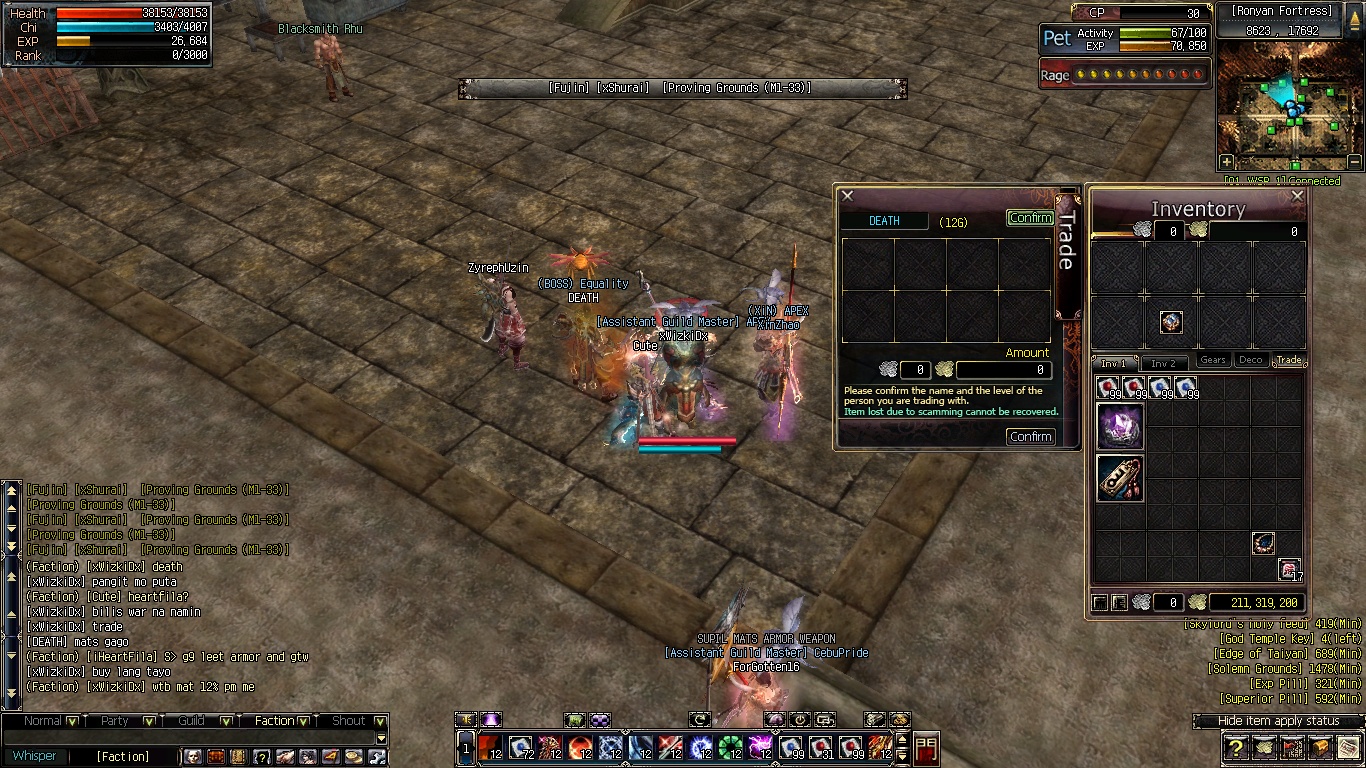 Health 38153/38153
Chi 3403/4007
EXP 26,684
Rank 0/3000
Blacksmith Rhu
[Fujin] [xShurai] [Proving Grounds (M1-33)]
CP 30
Pet Activity 67/100
EXP 70,850
Rage
[Ronyan Fortress]
8623 , 17692
Connected
DEATH (12G) Confirm
Trade
Amount
0 0
Please confirm the name and the level of the
person you are trading with.
Item lost due to scamming cannot be recovered.
Confirm
Inventory
0 0
Inv 1 Inv 2 Gears Deco Trade
99 99 99 99
17
0 211,319,200
ZyrephUzin
(BOSS) Equality
DEATH
[Assistant Guild Master]
xWizkiDx
Cute
(XiN) APEX
XinZhao
SUPIL MATS ARMOR WEAPON
[Assistant Guild Master] CebuPride
ForGotten16
[Fujin] [xShurai] [Proving Grounds (M1-33)]
[Proving Grounds (M1-33)]
[Fujin] [xShurai] [Proving Grounds (M1-33)]
[Proving Grounds (M1-33)]
[Fujin] [xShurai] [Proving Grounds (M1-33)]
(Faction) [xWizkiDx] death
[xWizkiDx] pangit mo puta
(Faction) [Cute] heartfila?
[xWizkiDx] bilis war na namin
[xWizkiDx] trade
[DEATH] mats gago
(Faction) [iHeartFila] S> g9 leet armor and gtw
[xWizkiDx] buy lang tayo
(Faction) [xWizkiDx] wtb mat 12% pm me
Normal Party Guild Faction Shout
Whisper [Faction]
1 12 72 12 12 12 12 12 12 12 12 99 31 99 12
門
[Skyloru's holy feed] 419(Min)
[God Temple Key] 4(left)
[Edge of Taiyan] 689(Min)
[Solemn Grounds] 1478(Min)
[Exp Pill] 321(Min)
[Superior Pill] 592(Min)
Hide item apply status